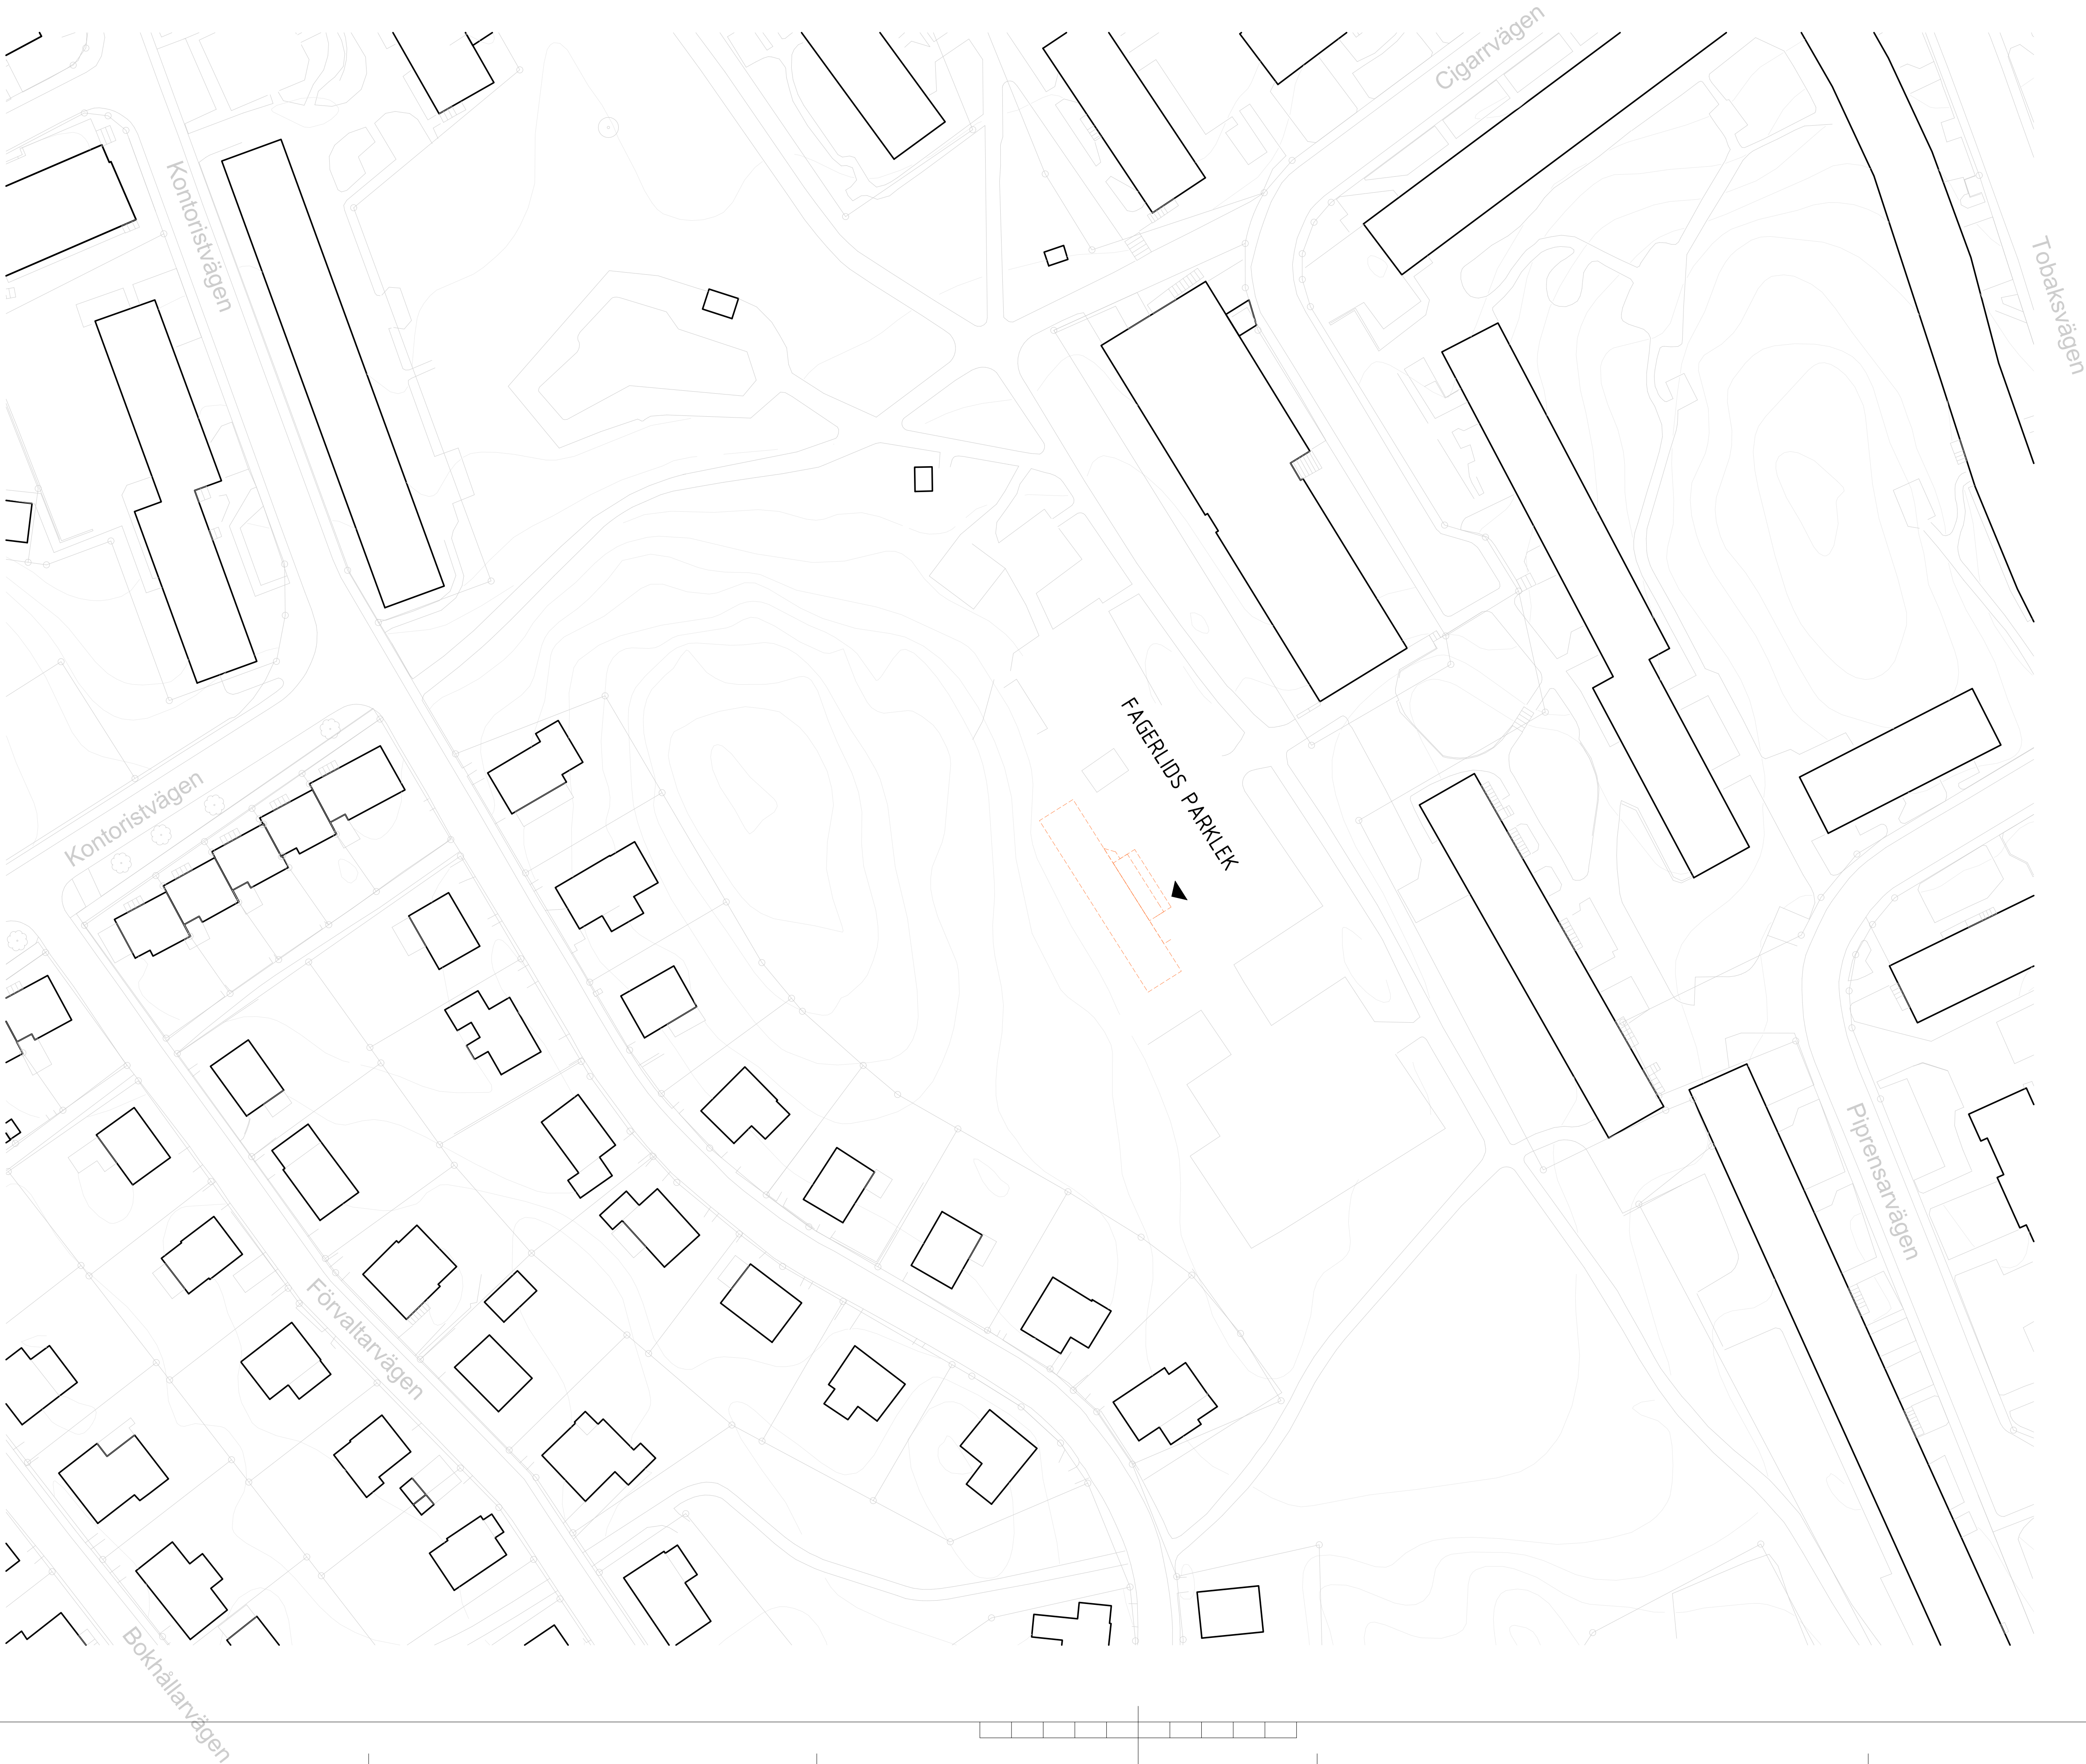 Cigarrvägen
Kontoristvägen
Tobaksvägen
FAGERLIDS PARKLEK
Kontoristvägen
Piprensarvägen
Förvaltarvägen
Bokhållarvägen